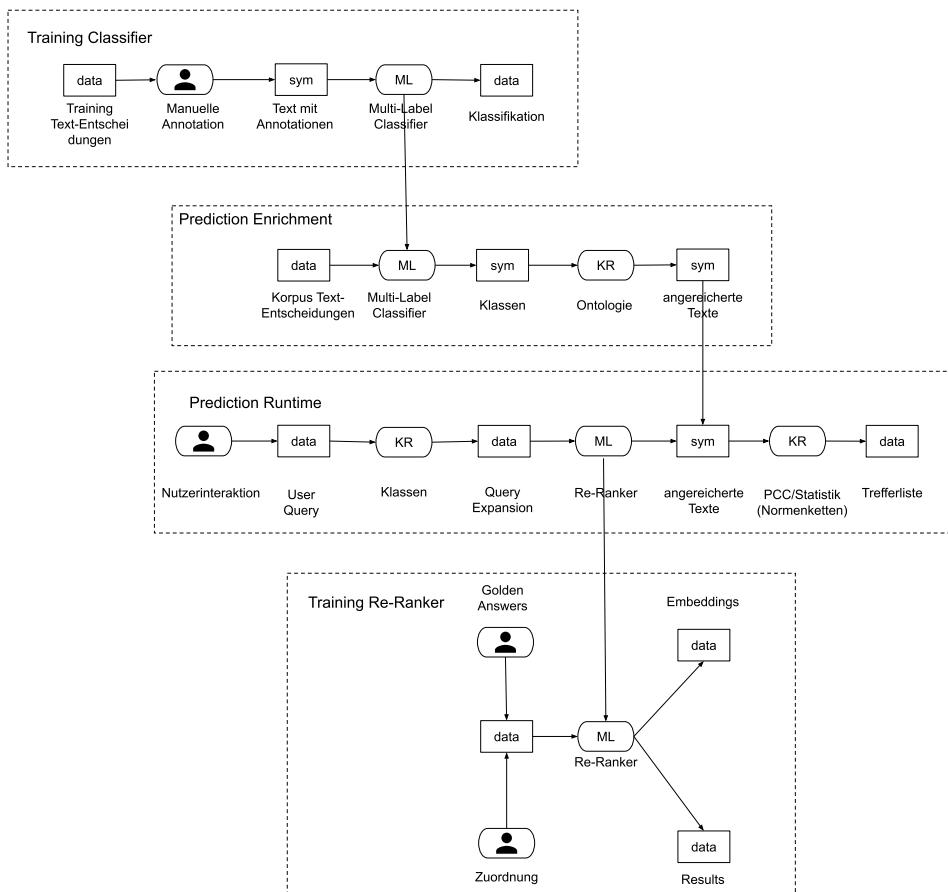 Training Classifier
data
sym
ML
data
Training
Text-Entschei
dungen
Manuelle
Annotation
Text mit
Annotationen
Multi-Label
Classifier
Klassifikation
Prediction Enrichment
data
ML
sym
KR
sym
Korpus Text-
Entscheidungen
Multi-Label
Classifier
Klassen
Ontologie
angereicherte
Texte
Prediction Runtime
data
KR
data
ML
sym
KR
data
Nutzerinteraktion
User
Query
Klassen
Query
Expansion
Re-Ranker
angereicherte
Texte
PCC/Statistik
(Normenketten)
Trefferliste
Training Re-Ranker
Golden
Answers
Embeddings
data
data
ML
Re-Ranker
data
Zuordnung
Results